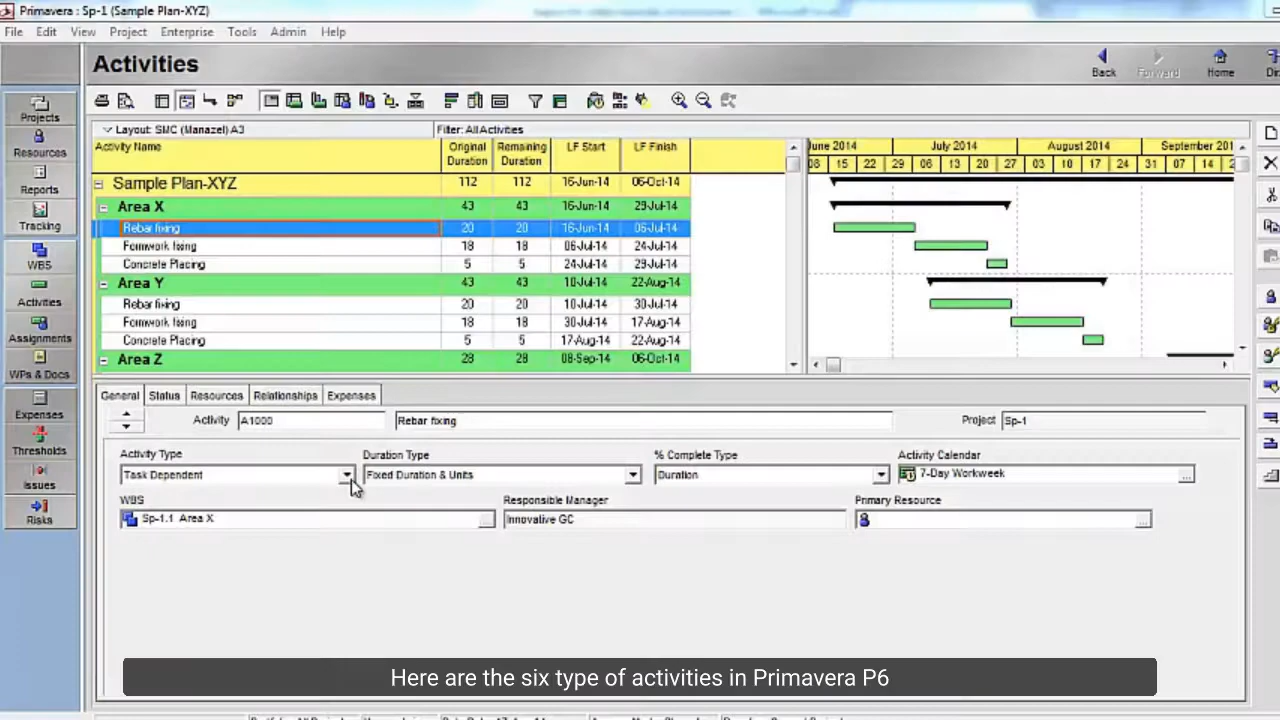 Primavera : Sp-1 (Sample Plan-XYZ)
File Edit View Project Enterprise Tools Admin Help
Activities
Back Forward Home
Layout: SMC (Manazel) A3 Filter: All Activities
Activity Name Original Duration Remaining Duration LF Start LF Finish
June 2014 July 2014 August 2014 September 201
08 15 22 29 06 13 20 27 03 10 17 24 31 07 14
Sample Plan-XYZ 112 112 16-Jun-14 06-Oct-14
Area X 43 43 16-Jun-14 29-Jul-14
Rebar fixing 20 20 16-Jun-14 06-Jul-14
Formwork fixing 18 18 06-Jul-14 24-Jul-14
Concrete Placing 5 5 24-Jul-14 29-Jul-14
Area Y 43 43 10-Jul-14 22-Aug-14
Rebar fixing 20 20 10-Jul-14 30-Jul-14
Formwork fixing 18 18 30-Jul-14 17-Aug-14
Concrete Placing 5 5 17-Aug-14 22-Aug-14
Area Z 28 28 08-Sep-14 06-Oct-14
Projects
Resources
Reports
Tracking
WBS
Activities
Assignments
WPs & Docs
Expenses
Thresholds
Issues
Risks
General Status Resources Relationships Expenses
Activity A1000 Rebar fixing Project Sp-1
Activity Type Duration Type % Complete Type Activity Calendar
Task Dependent Fixed Duration & Units Duration 7-Day Workweek
WBS Responsible Manager Primary Resource
Sp-1.1 Area X Innovative GC
Here are the six type of activities in Primavera P6